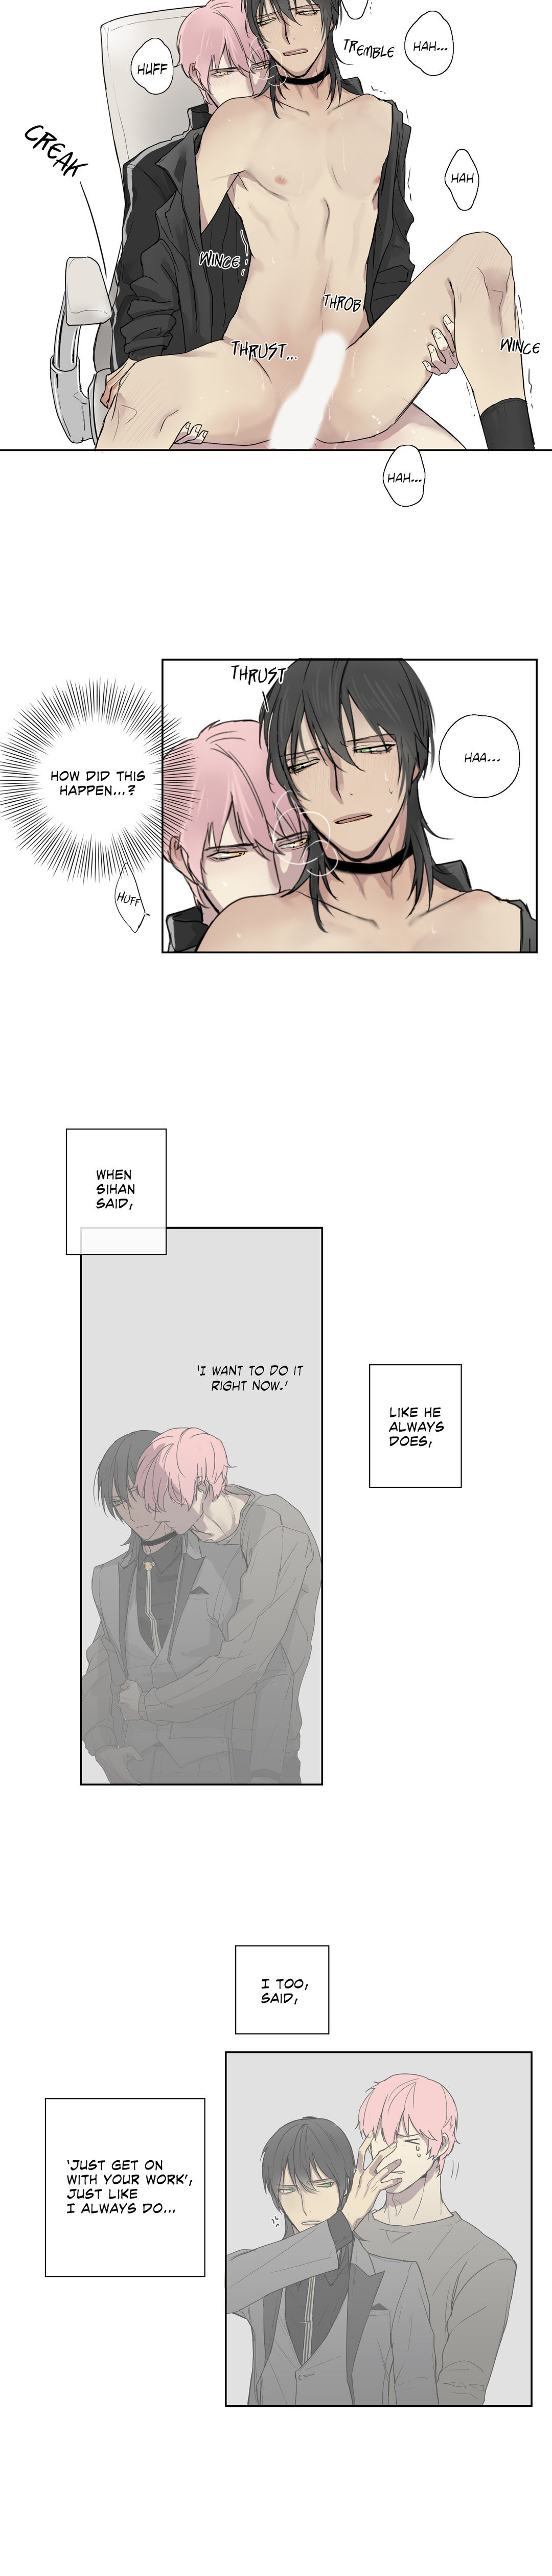 TREMBLE
HAH...
HUFF
CREAK
HAH
WINCE
THROB
THRUST...
WINCE
HAH...
THRUST
HAA...
HOW DID THIS
HAPPEN...?
HUFF
WHEN
SIHAN
SAID,
'I WANT TO DO IT
RIGHT NOW.'
LIKE HE
ALWAYS
DOES,
I TOO,
SAID,
'JUST GET ON
WITH YOUR WORK',
JUST LIKE
I ALWAYS DO...